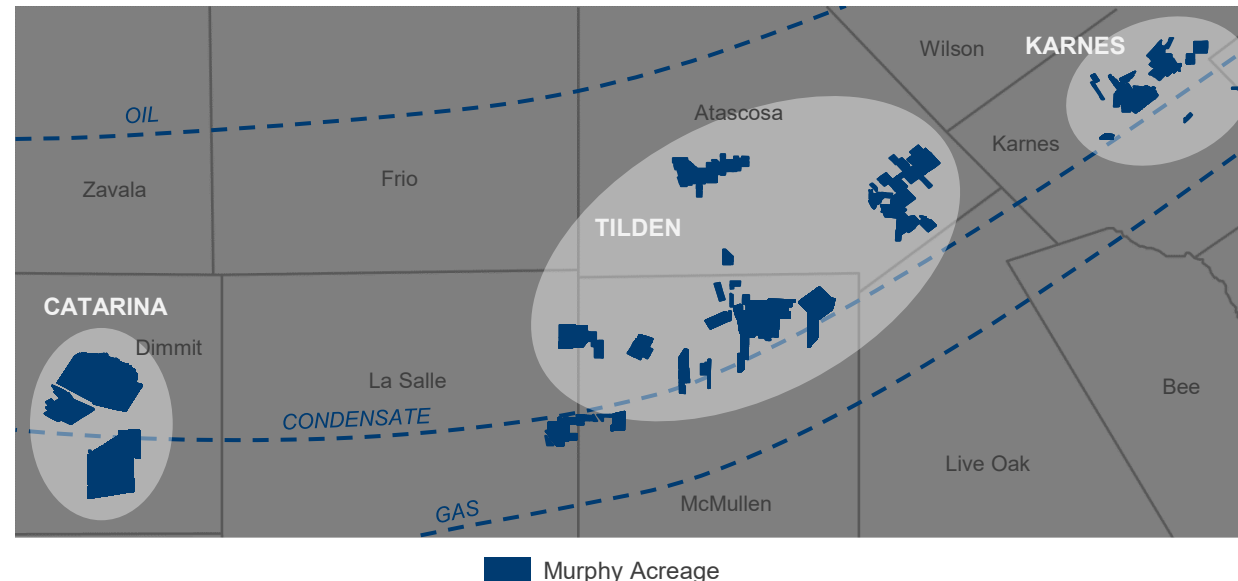 Wilson
KARNES
Atascosa
OIL
Karnes
Zavala
Frio
TILDEN
CATARINA
Dimmit
La Salle
Bee
CONDENSATE
Live Oak
McMullen
GAS
Murphy Acreage